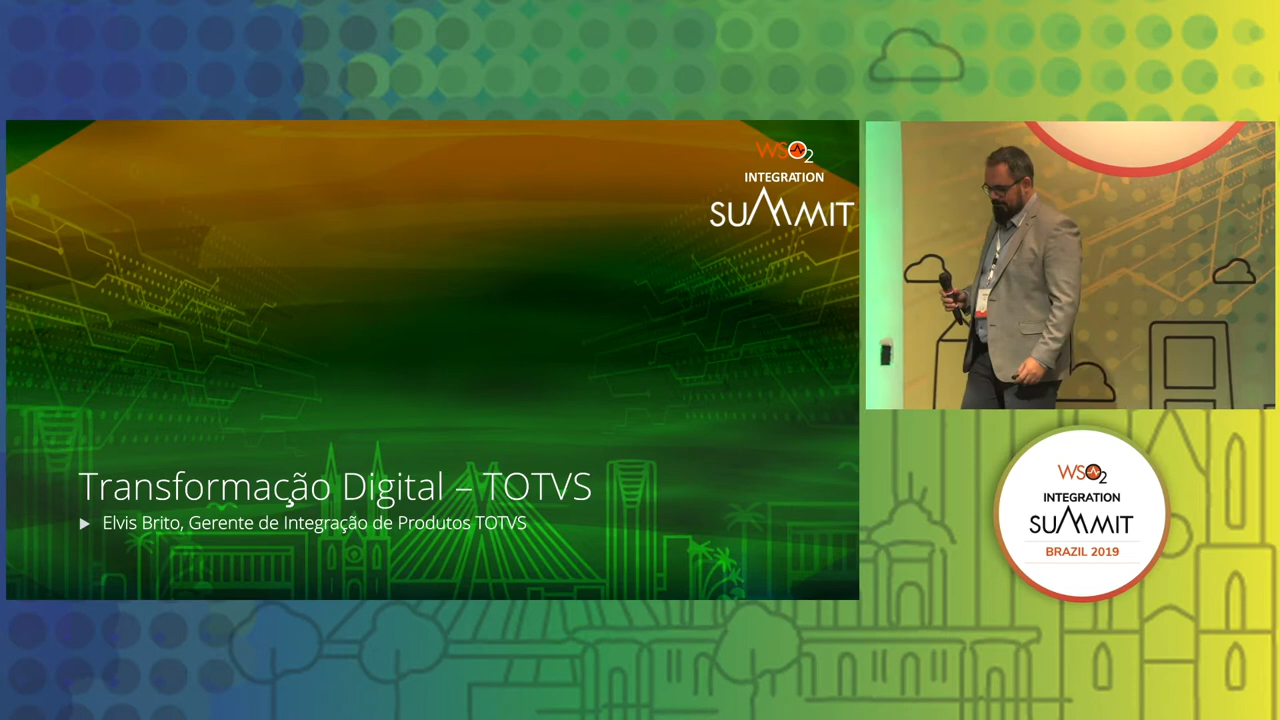 WSO2
INTEGRATION
SUMMIT
Transformação Digital – TOTVS
Elvis Brito, Gerente de Integração de Produtos TOTVS
WSO2
INTEGRATION
SUMMIT
BRAZIL 2019